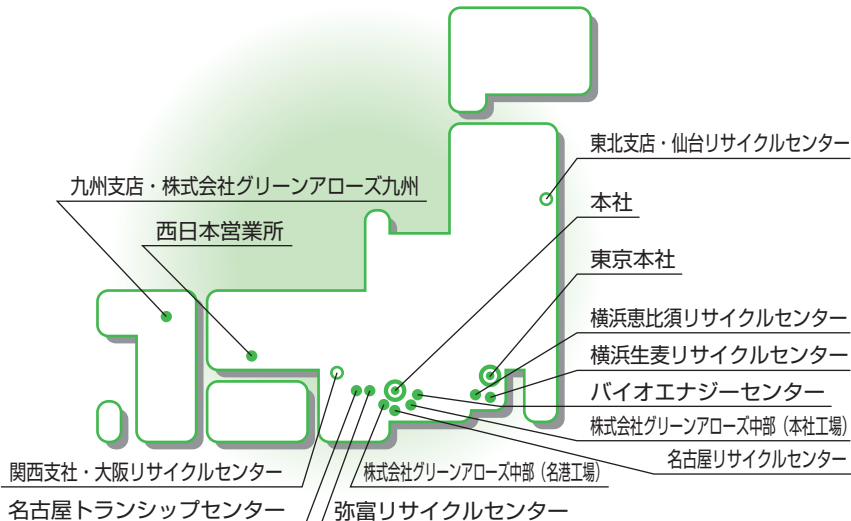 東北支店・仙台リサイクルセンター
九州支店・株式会社グリーンアローズ九州
本社
西日本営業所
東京本社
横浜恵比須リサイクルセンター
横浜生麦リサイクルセンター
バイオエナジーセンター
株式会社グリーンアローズ中部（本社工場）
名古屋リサイクルセンター
関西支社・大阪リサイクルセンター
株式会社グリーンアローズ中部（名港工場）
名古屋トランシップセンター
弥富リサイクルセンター